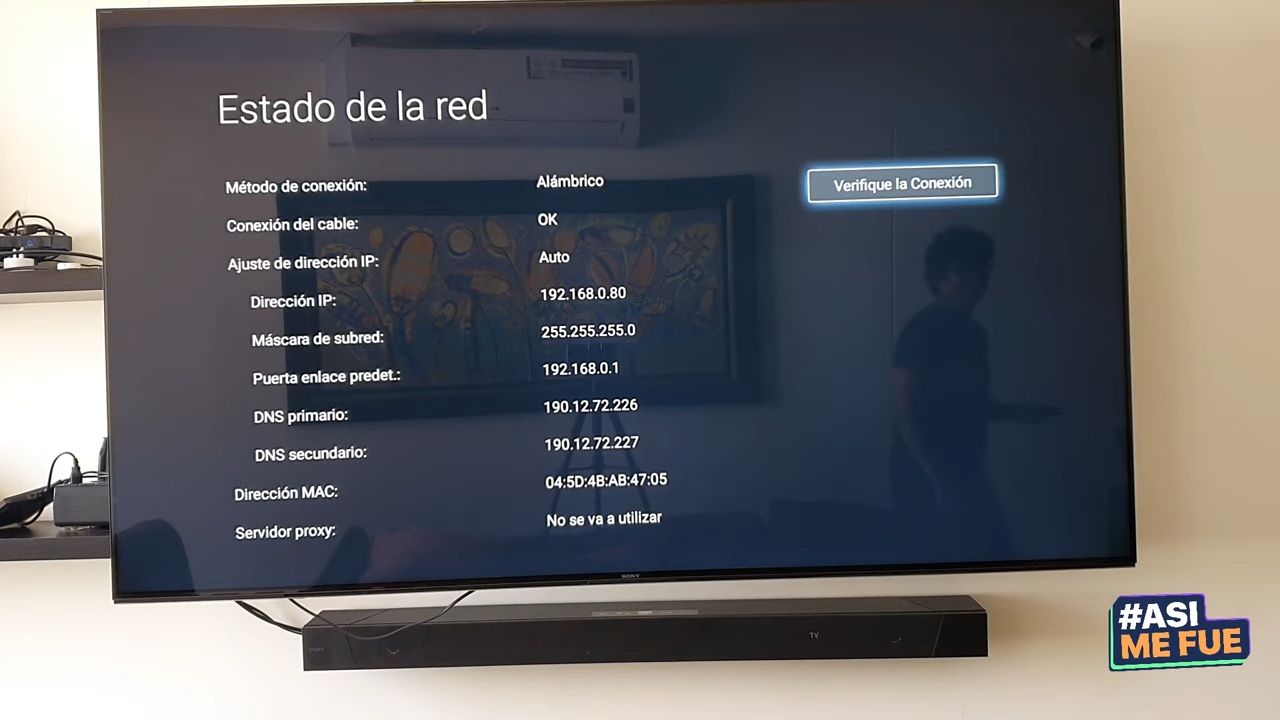 Estado de la red
Método de conexión: Alámbrico
Verifique la Conexión
Conexión del cable: OK
Ajuste de dirección IP: Auto
Dirección IP: 192.168.0.80
Máscara de subred: 255.255.255.0
Puerta enlace predet.: 192.168.0.1
DNS primario: 190.12.72.226
DNS secundario: 190.12.72.227
Dirección MAC: 04:5D:4B:AB:47:05
Servidor proxy: No se va a utilizar
SONY
TV
#ASI
ME FUE